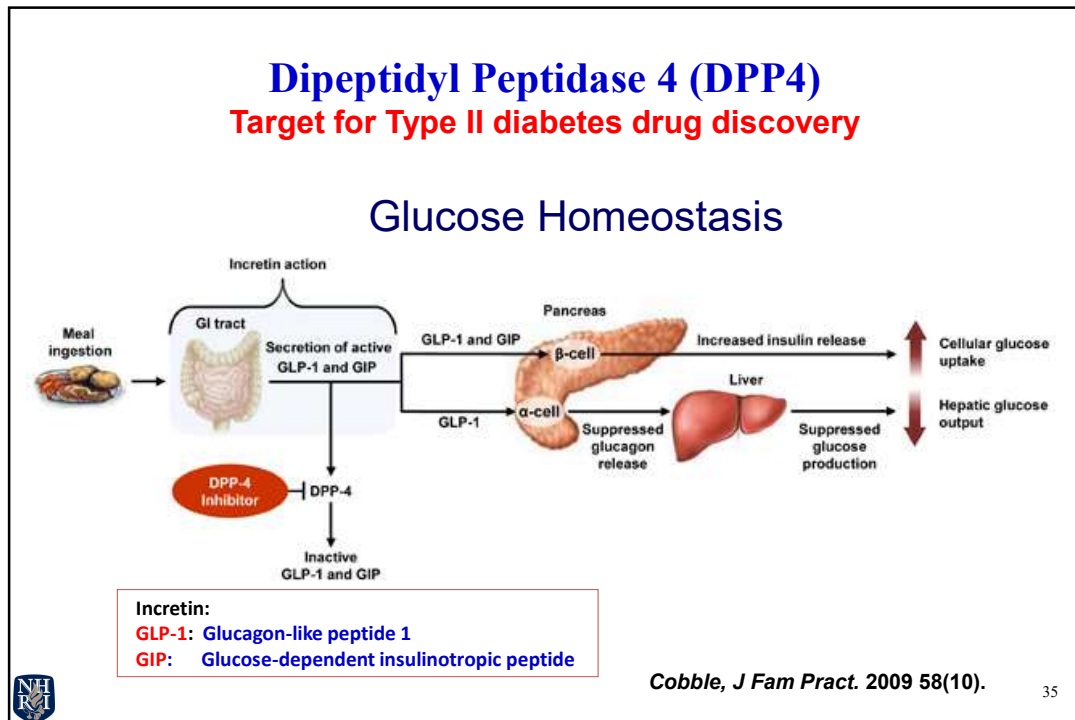 Dipeptidyl Peptidase 4 (DPP4)
Target for Type II diabetes drug discovery
Glucose Homeostasis
Incretin action
GI tract
Meal
ingestion
Secretion of active
GLP-1 and GIP
GLP-1 and GIP
GLP-1
Pancreas
β-cell
α-cell
Increased insulin release
Suppressed
glucagon
release
Liver
Suppressed
glucose
production
Cellular glucose
uptake
Hepatic glucose
output
DPP-4
Inhibitor
DPP-4
Inactive
GLP-1 and GIP
Incretin:
GLP-1: Glucagon-like peptide 1
GIP: Glucose-dependent insulinotropic peptide
NH
RI
Cobble, J Fam Pract. 2009 58(10).
35